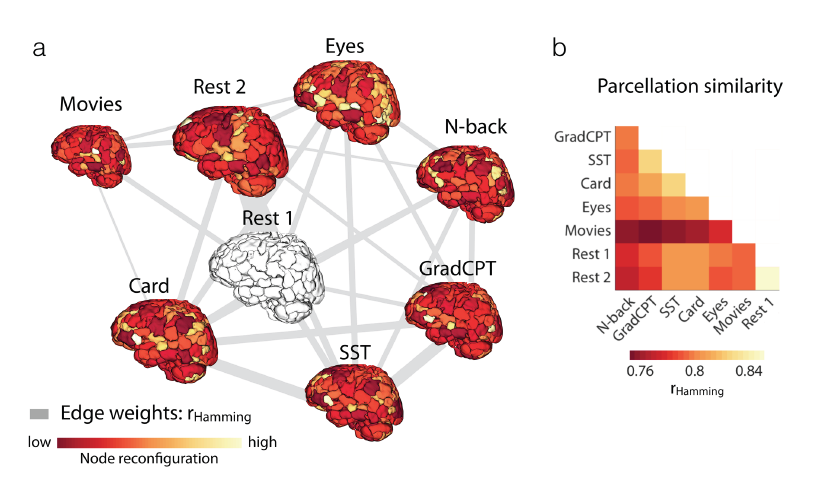 a
Eyes
Rest 2
Movies
N-back
Rest 1
GradCPT
Card
SST
Edge weights: rHamming
low high
Node reconfiguration
b
Parcellation similarity
GradCPT
SST
Card
Eyes
Movies
Rest 1
Rest 2
N-back
GradCPT
SST
Card
Eyes
Movies
Rest 1
0.76 0.8 0.84
rHamming